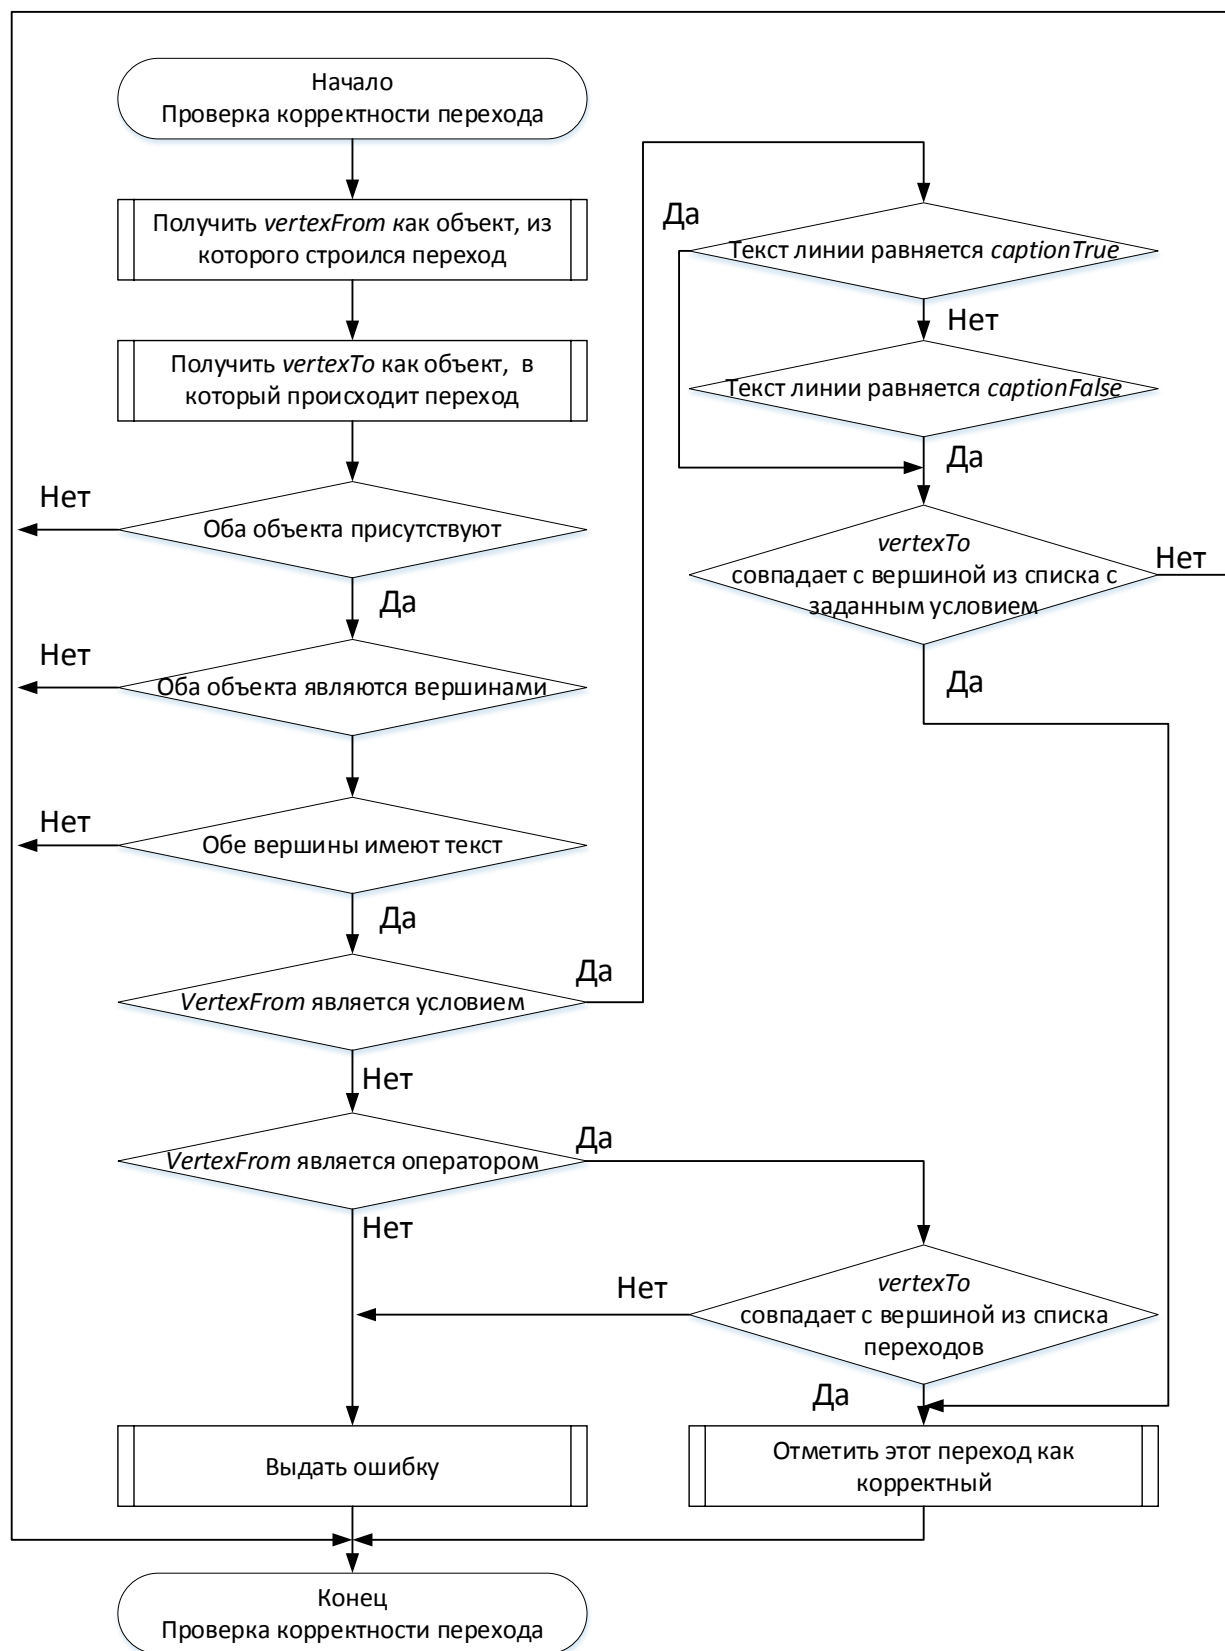 Начало
Проверка корректности перехода
Получить vertexFrom как объект, из
которого строился переход
Получить vertexTo как объект, в
который происходит переход
Нет
Оба объекта присутствуют
Да
Нет
Оба объекта являются вершинами
Нет
Обе вершины имеют текст
Да
VertexFrom является условием
Да
Нет
VertexFrom является оператором
Да
Нет
Выдать ошибку
Конец
Проверка корректности перехода
Да
Текст линии равняется captionTrue
Нет
Текст линии равняется captionFalse
Да
vertexTo
совпадает с вершиной из списка с
заданным условием
Нет
Да
Нет
vertexTo
совпадает с вершиной из списка
переходов
Да
Отметить этот переход как
корректный